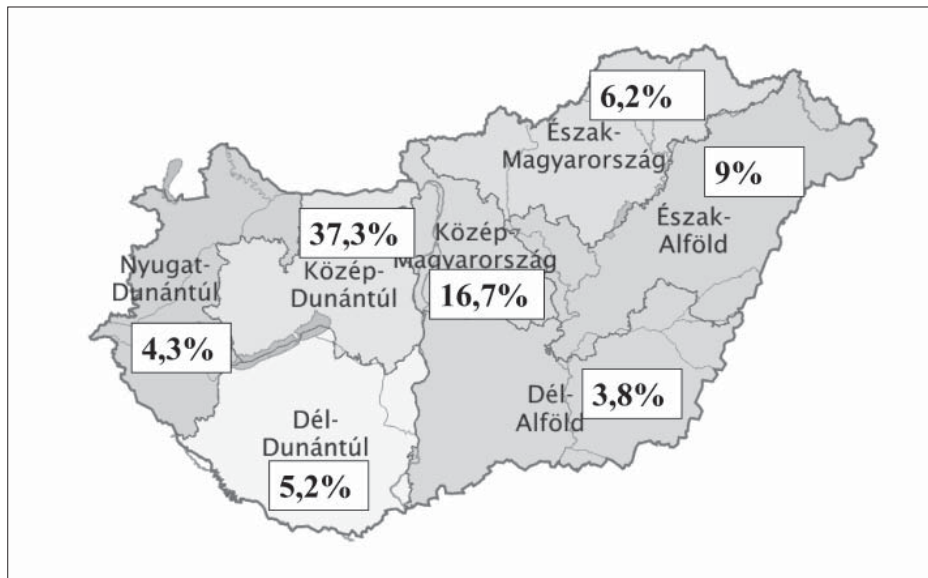 6,2%
Észak-
Magyarország
9%
Észak-
Alföld
37,3%
Közép-
Dunántúl
Közép-
Magyarország
16,7%
Nyugat-
Dunántúl
4,3%
Dél-
Alföld
3,8%
Dél-
Dunántúl
5,2%